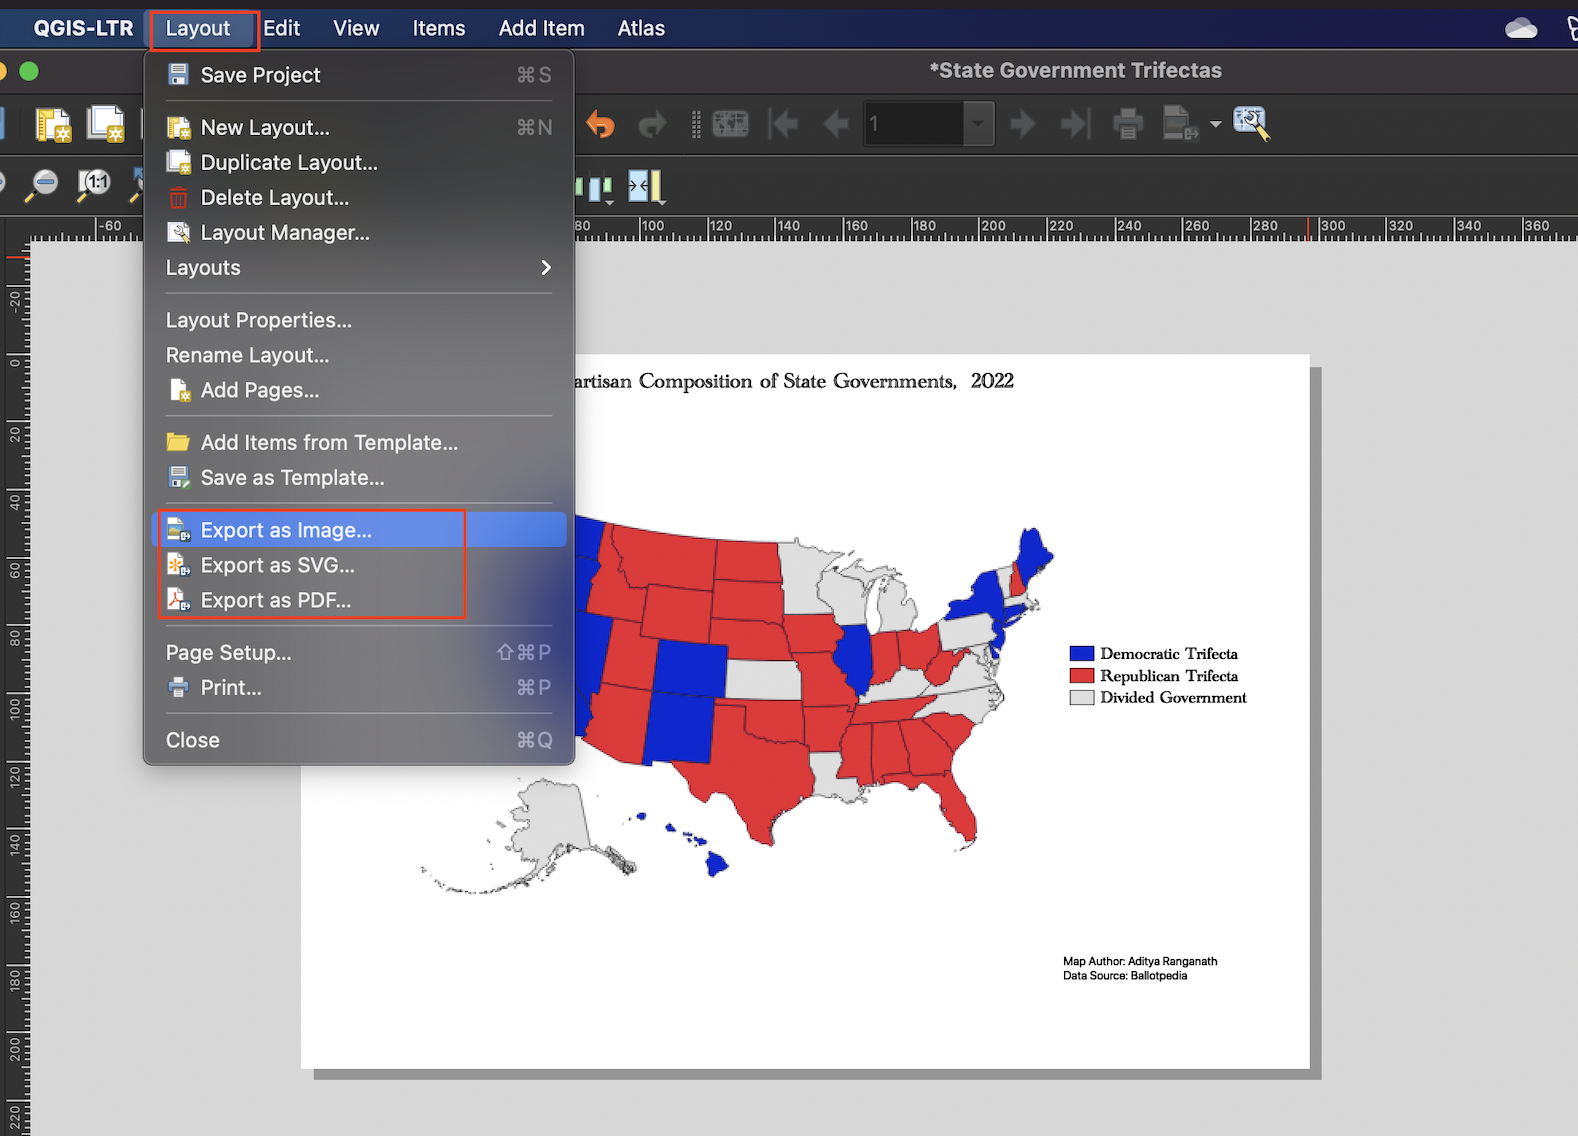 QGIS-LTR Layout Edit View Items Add Item Atlas
*State Government Trifectas
Save Project ⌘S
New Layout... ⌘N
Duplicate Layout...
Delete Layout...
Layout Manager...
Layouts
Layout Properties...
Rename Layout...
Add Pages...
Add Items from Template...
Save as Template...
Export as Image...
Export as SVG...
Export as PDF...
Page Setup... ⇧⌘P
Print... ⌘P
Close ⌘Q
1
1:1
-60 80 100 120 140 160 180 200 220 240 260 280 300 320 340 360
-20
0
20
40
60
80
100
120
140
160
180
200
220
artisan Composition of State Governments, 2022
Democratic Trifecta
Republican Trifecta
Divided Government
Map Author: Aditya Ranganath
Data Source: Ballotpedia